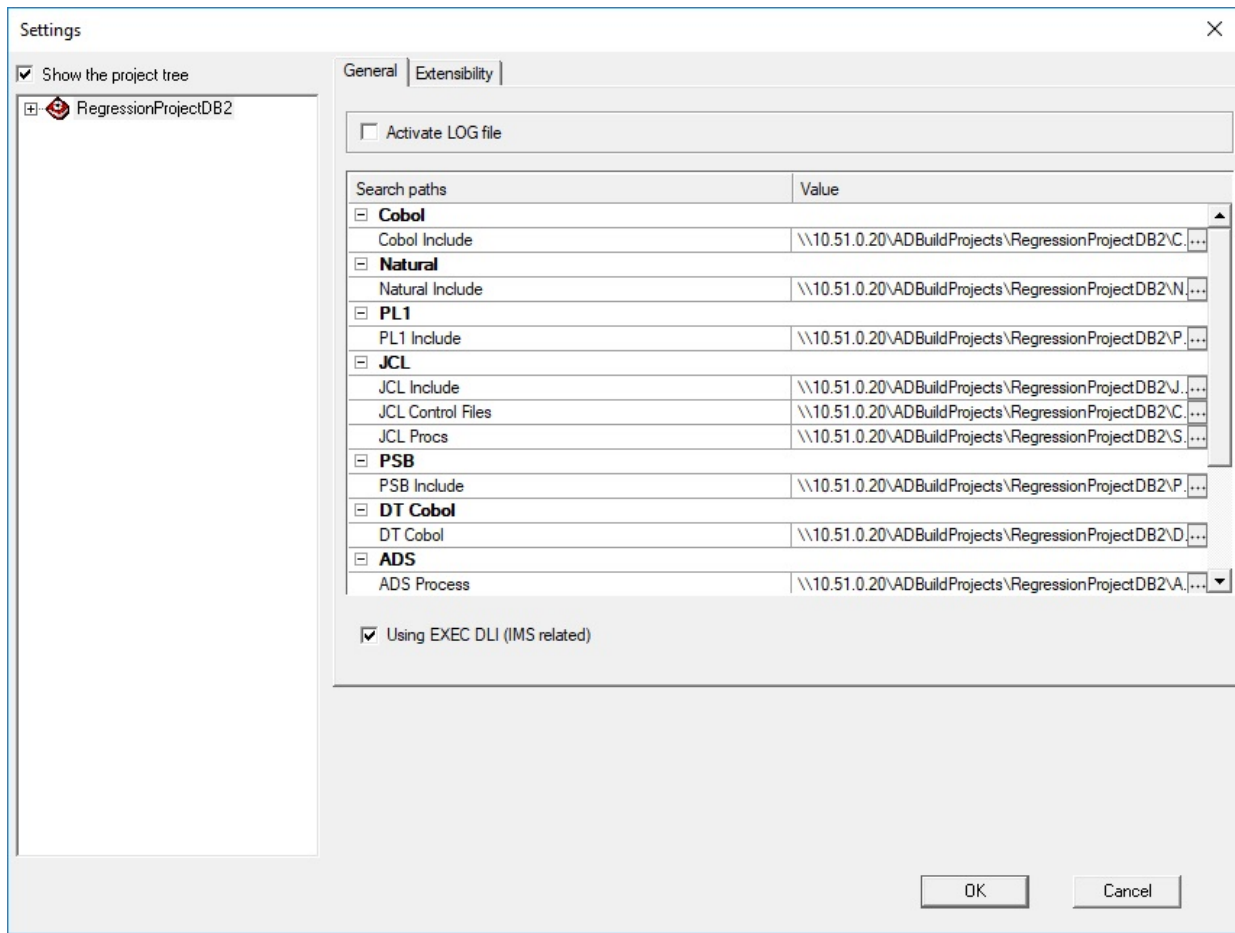 Settings
Show the project tree
RegressionProjectDB2
General Extensibility
Activate LOG file
Search paths Value
Cobol
Cobol Include \\10.51.0.20\ADBuildProjects\RegressionProjectDB2\C. ...
Natural
Natural Include \\10.51.0.20\ADBuildProjects\RegressionProjectDB2\N. ...
PL1
PL1 Include \\10.51.0.20\ADBuildProjects\RegressionProjectDB2\P. ...
JCL
JCL Include \\10.51.0.20\ADBuildProjects\RegressionProjectDB2\J.. ...
JCL Control Files \\10.51.0.20\ADBuildProjects\RegressionProjectDB2\C. ...
JCL Procs \\10.51.0.20\ADBuildProjects\RegressionProjectDB2\S. ...
PSB
PSB Include \\10.51.0.20\ADBuildProjects\RegressionProjectDB2\P. ...
DT Cobol
DT Cobol \\10.51.0.20\ADBuildProjects\RegressionProjectDB2\D. ...
ADS
ADS Process \\10.51.0.20\ADBuildProjects\RegressionProjectDB2\A. ...
Using EXEC DLI (IMS related)
OK Cancel